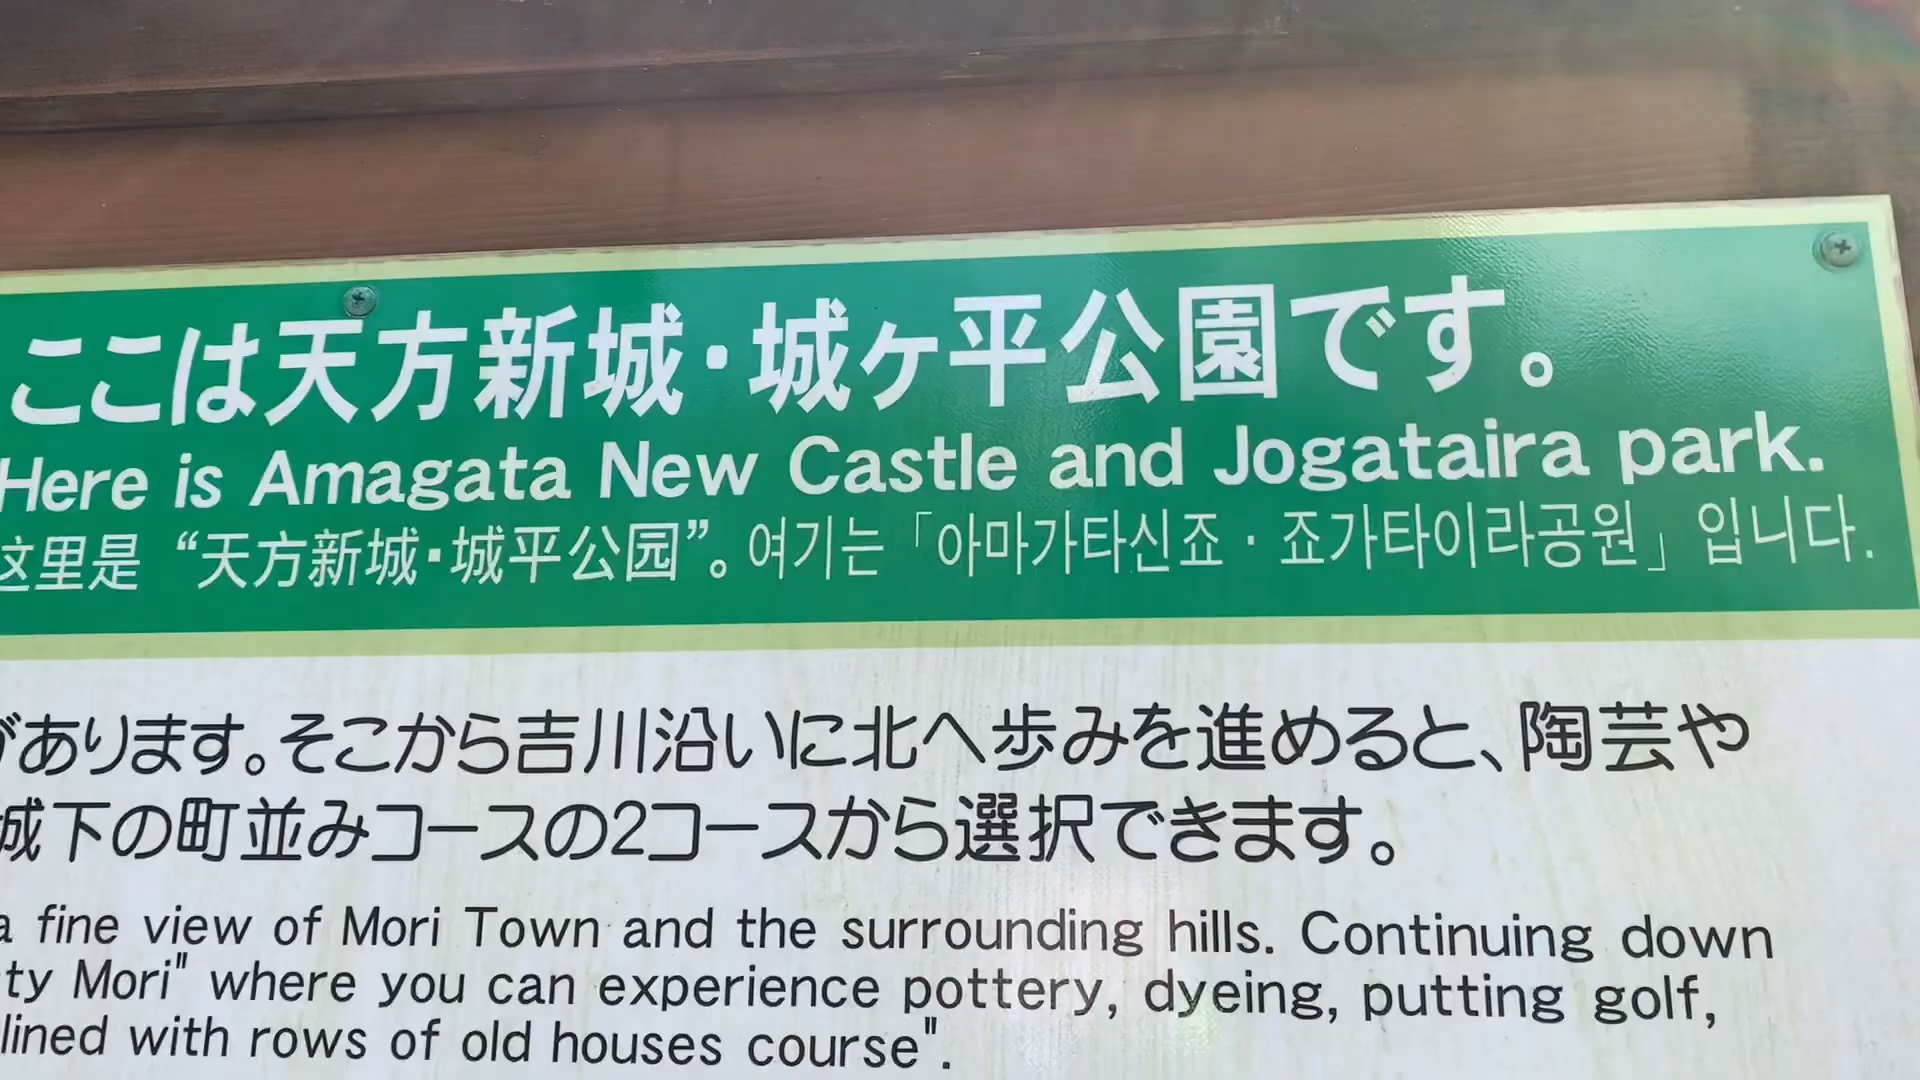 ここは天方新城・城ヶ平公園です。
Here is Amagata New Castle and Jogataira park.
这里是“天方新城·城平公园”。여기는「아마가타신죠・죠가타이라공원」입니다.
があります。そこから吉川沿いに北へ歩みを進めると、陶芸や
城下の町並みコースの2コースから選択できます。
a fine view of Mori Town and the surrounding hills. Continuing down
ty Mori" where you can experience pottery, dyeing, putting golf,
lined with rows of old houses course".